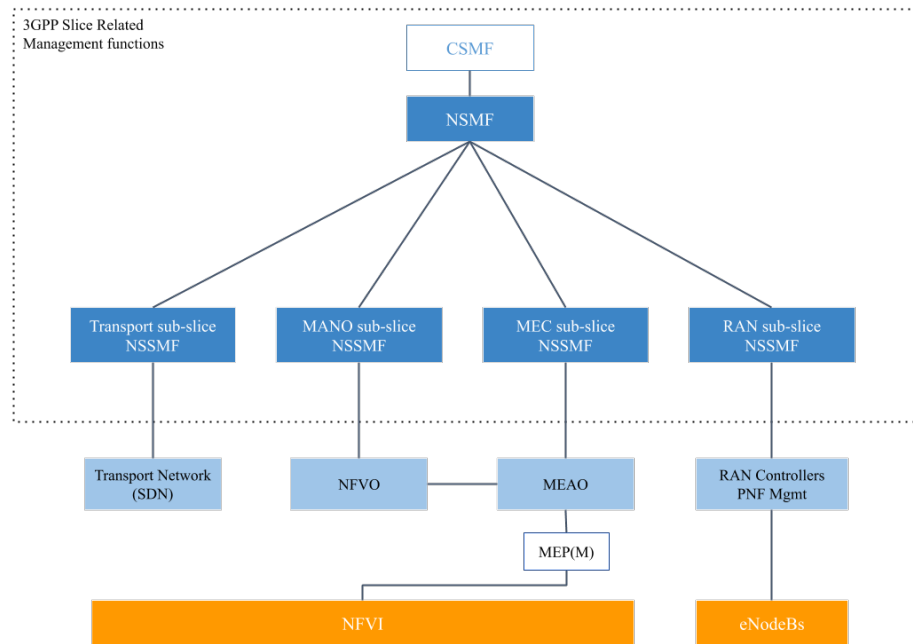 3GPP Slice Related
Management functions
CSMF
NSMF
Transport sub-slice
NSSMF
MANO sub-slice
NSSMF
MEC sub-slice
NSSMF
RAN sub-slice
NSSMF
Transport Network
(SDN)
NFVO
MEAO
RAN Controllers
PNF Mgmt
MEP(M)
NFVI
eNodeBs